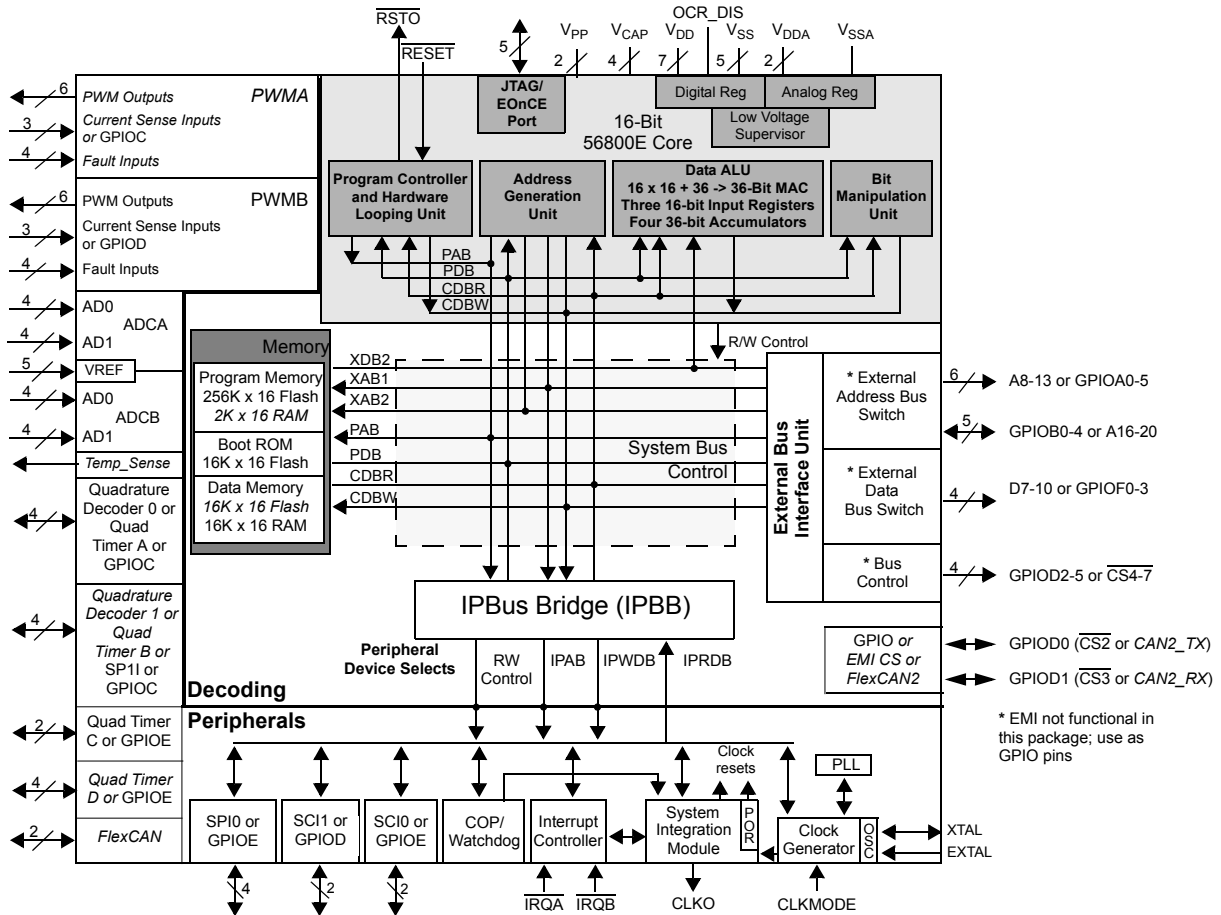 RSTO
RESET
5
VPP
2
VCAP
4
VDD
7
OCR_DIS
VSS
5
VDDA
2
VSSA
6
PWM Outputs
PWMA
3
Current Sense Inputs
or GPIOC
4
Fault Inputs
6
PWM Outputs
PWMB
3
Current Sense Inputs
or GPIOD
4
Fault Inputs
4
AD0
ADCA
4
AD1
5
VREF
4
AD0
ADCB
4
AD1
Temp_Sense
4
Quadrature
Decoder 0 or
Quad
Timer A or
GPIOC
4
Quadrature
Decoder 1 or
Quad
Timer B or
SP1I or
GPIOC
2
Quad Timer
C or GPIOE
4
Quad Timer
D or GPIOE
2
FlexCAN
JTAG/
EOnCE
Port
16-Bit
56800E Core
Digital Reg
Analog Reg
Low Voltage
Supervisor
Program Controller
and Hardware
Looping Unit
Address
Generation
Unit
Data ALU
16 x 16 + 36 -> 36-Bit MAC
Three 16-bit Input Registers
Four 36-bit Accumulators
Bit
Manipulation
Unit
PAB
PDB
CDBR
CDBW
R/W Control
Memory
Program Memory
256K x 16 Flash
2K x 16 RAM
Boot ROM
16K x 16 Flash
Data Memory
16K x 16 Flash
16K x 16 RAM
XDB2
XAB1
XAB2
PAB
PDB
CDBR
CDBW
System Bus
Control
External Bus
Interface Unit
* External
Address Bus
Switch
* External
Data
Bus Switch
* Bus
Control
6
A8-13 or GPIOA0-5
5
GPIOB0-4 or A16-20
4
D7-10 or GPIOF0-3
4
GPIOD2-5 or CS4-7
IPBus Bridge (IPBB)
Peripheral
Device Selects
RW
Control
IPAB
IPWDB
IPRDB
GPIO or
EMI CS or
FlexCAN2
GPIOD0 (CS2 or CAN2_TX)
GPIOD1 (CS3 or CAN2_RX)
* EMI not functional in
this package; use as
GPIO pins
Decoding
Peripherals
Clock
resets
PLL
SPI0 or
GPIOE
SCI1 or
GPIOD
SCI0 or
GPIOE
COP/
Watchdog
Interrupt
Controller
System
Integration
Module
POR
Clock
Generator
OSC
XTAL
EXTAL
4
2
2
IRQA
IRQB
CLKO
CLKMODE